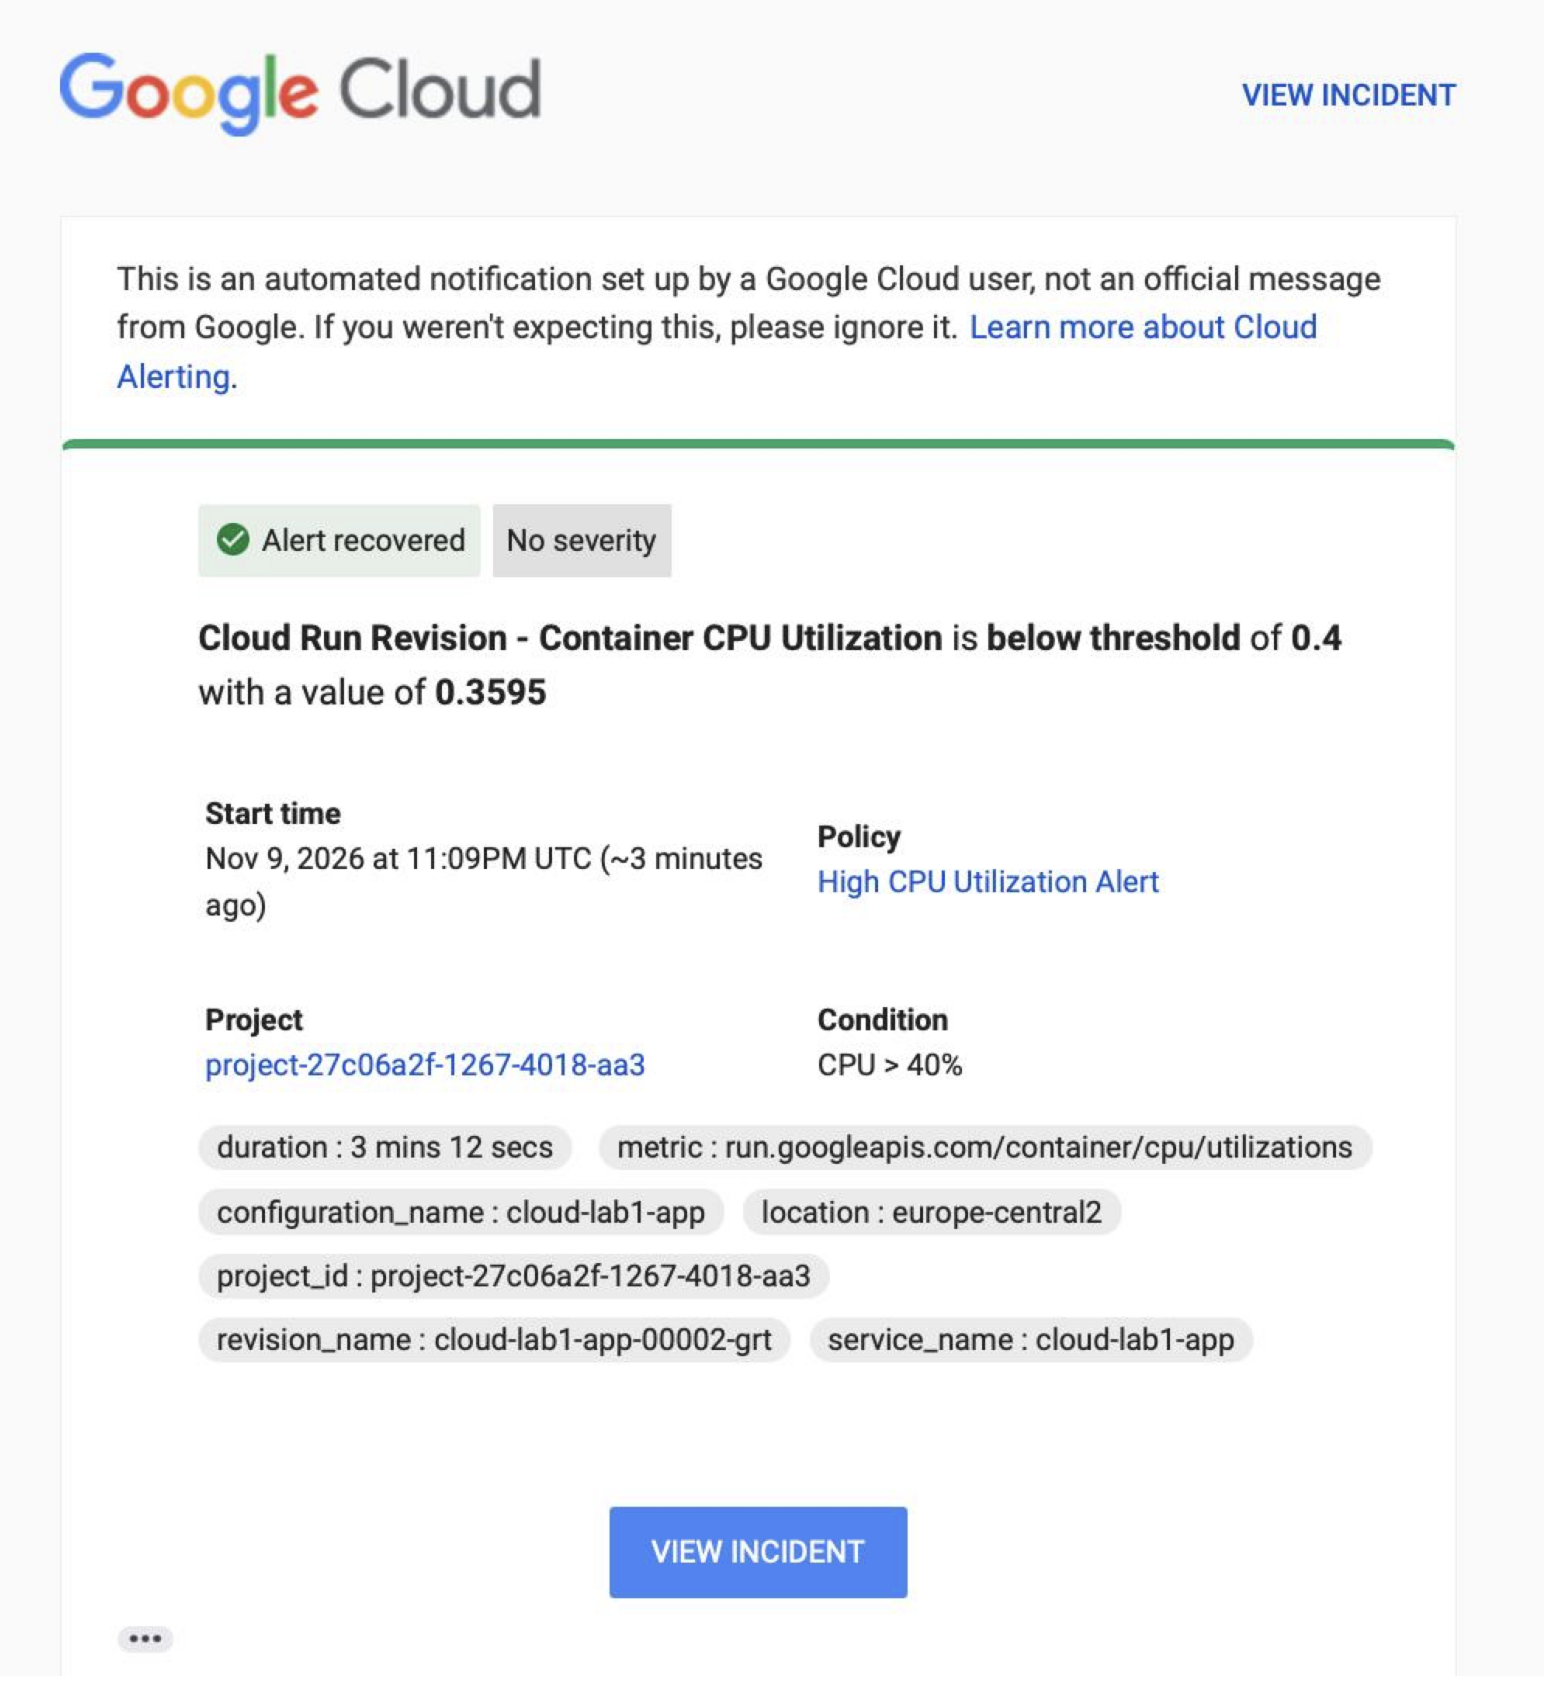 Google Cloud
VIEW INCIDENT
This is an automated notification set up by a Google Cloud user, not an official message
from Google. If you weren't expecting this, please ignore it. Learn more about Cloud
Alerting.
Alert recovered
No severity
Cloud Run Revision - Container CPU Utilization is below threshold of 0.4
with a value of 0.3595
Start time
Nov 9, 2026 at 11:09PM UTC (~3 minutes
ago)
Policy
High CPU Utilization Alert
Project
project-27c06a2f-1267-4018-aa3
Condition
CPU > 40%
duration : 3 mins 12 secs
metric : run.googleapis.com/container/cpu/utilizations
configuration_name : cloud-lab1-app
location : europe-central2
project_id : project-27c06a2f-1267-4018-aa3
revision_name : cloud-lab1-app-00002-grt
service_name : cloud-lab1-app
VIEW INCIDENT